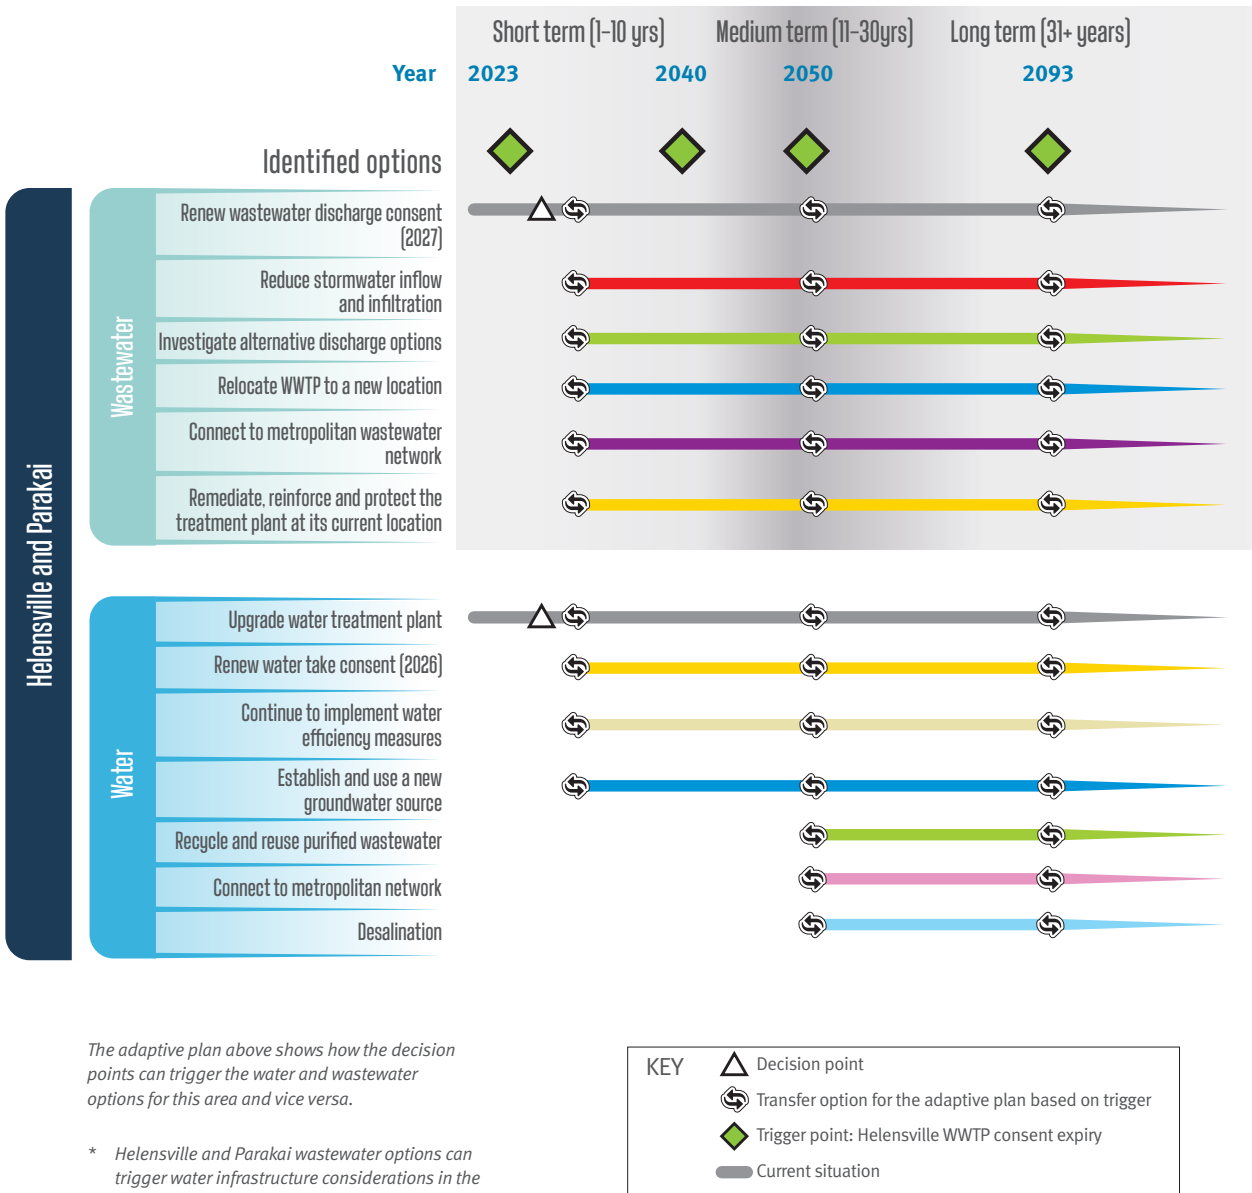 Short term (1-10 yrs) Medium term (11-30yrs) Long term (31+ years)
Year 2023 2040 2050 2093
Identified options
Helensville and Parakai
Wastewater
Renew wastewater discharge consent
(2027)
Reduce stormwater inflow
and infiltration
Investigate alternative discharge options
Relocate WWTP to a new location
Connect to metropolitan wastewater
network
Remediate, reinforce and protect the
treatment plant at its current location
Water
Upgrade water treatment plant
Renew water take consent (2026)
Continue to implement water
efficiency measures
Establish and use a new
groundwater source
Recycle and reuse purified wastewater
Connect to metropolitan network
Desalination
The adaptive plan above shows how the decision
points can trigger the water and wastewater
options for this area and vice versa.
* Helensville and Parakai wastewater options can
trigger water infrastructure considerations in the
KEY
Decision point
Transfer option for the adaptive plan based on trigger
Trigger point: Helensville WWTP consent expiry
Current situation